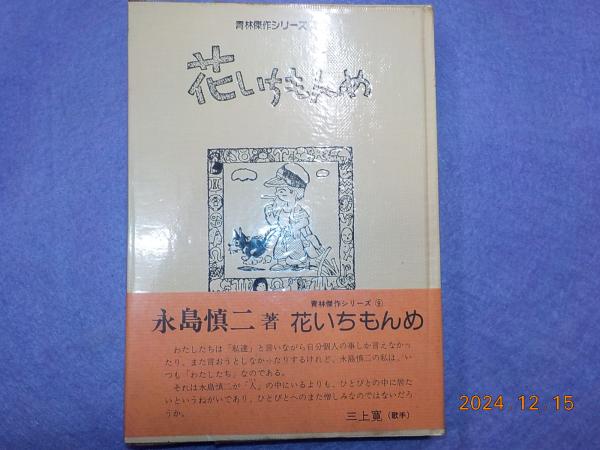 青林傑作シリーズ
花いちもんめ
青林傑作シリーズ ⑨
永島慎二 著 花いちもんめ
わたしたちは「私達」と言いながら自分個人の事しか言えなかっ
たり、また言おうとしなかったりするけれど、永島慎二の私は、い
つも「わたしたち」なのである。
それは永島慎二が「人」の中にいるよりも、ひとびとの中に居た
いというねがいであり、ひとびとへのまた憎しみなのではないだろ
うか。
三上寛（歌手）
2024 12 15